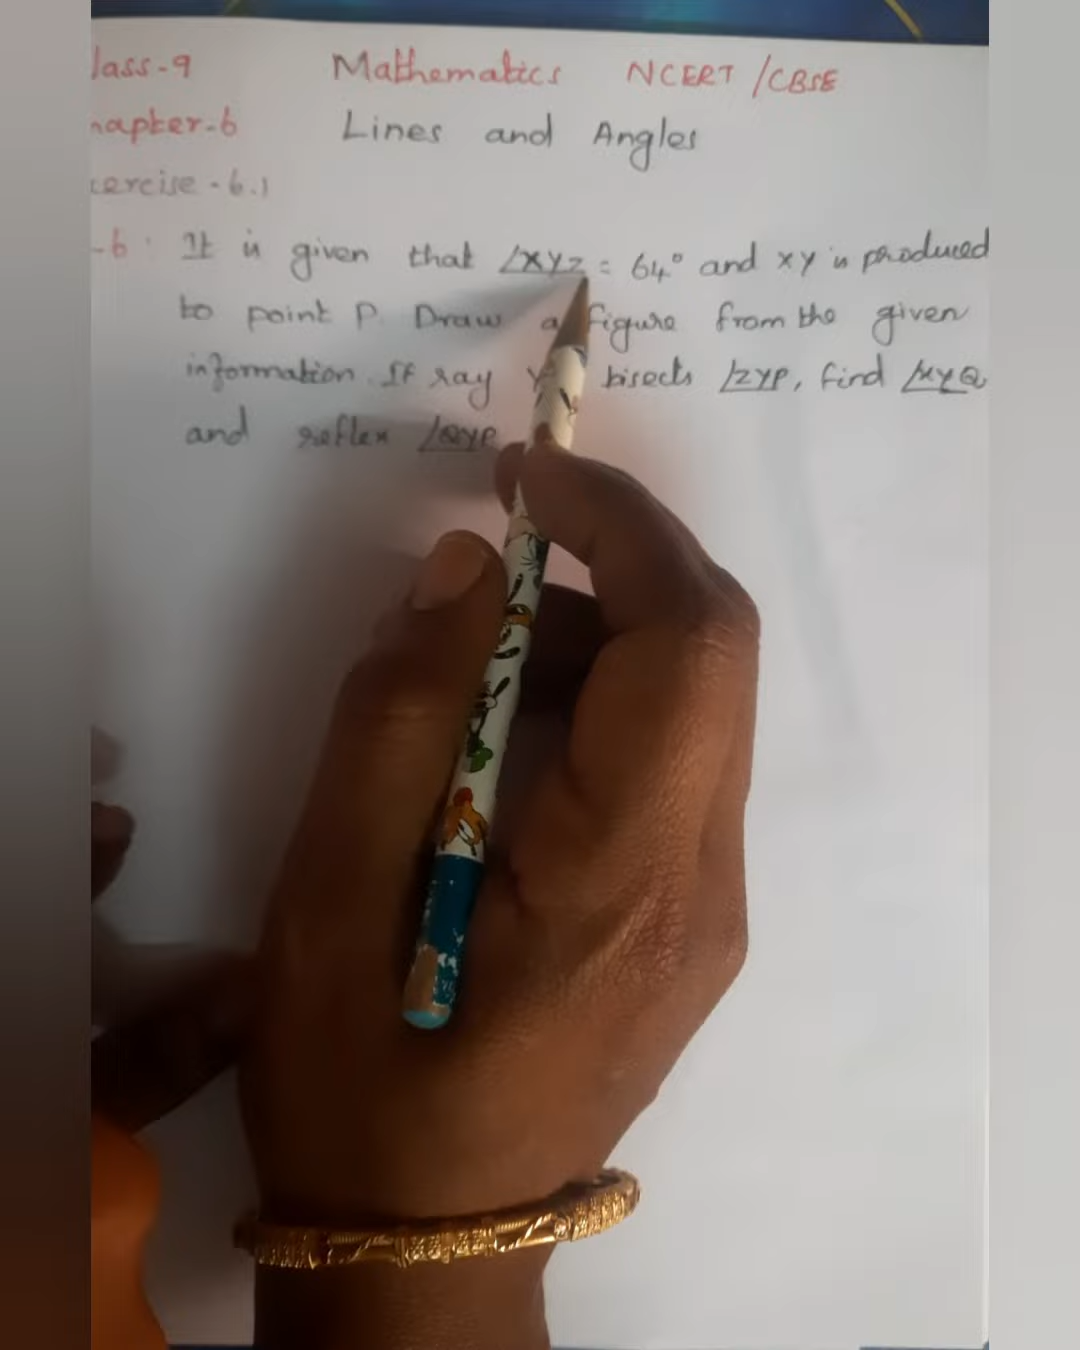 lass-9 Mathematics NCERT /CBSE
hapter-6 Lines and Angles
ercise-6.1
-6: It is given that ∠XYZ = 64° and XY is produced
to point P. Draw a figure from the given
information. If ray bisects ∠ZYP, find ∠XYQ
and reflex ∠QYP